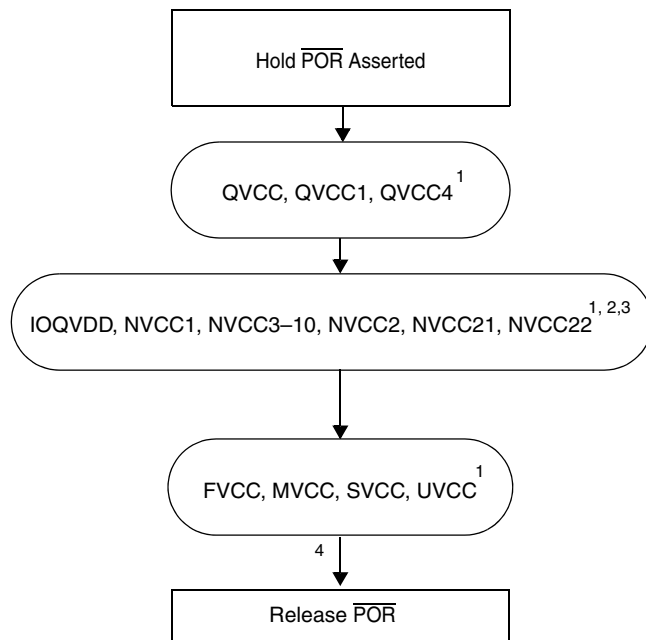 Hold POR Asserted
QVCC, QVCC1, QVCC4 1
IOQVDD, NVCC1, NVCC3–10, NVCC2, NVCC21, NVCC22 1, 2,3
FVCC, MVCC, SVCC, UVCC 1
4
Release POR